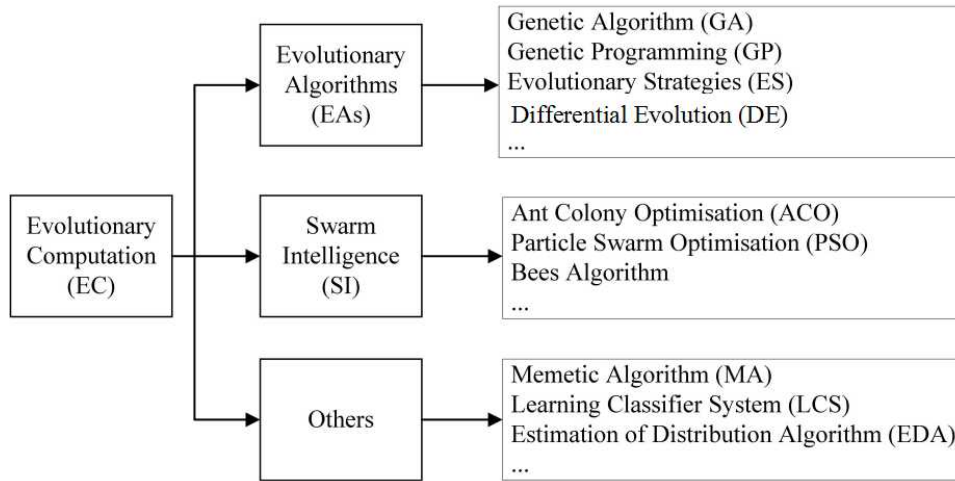 Evolutionary
Computation
(EC)
Evolutionary
Algorithms
(EAs)
Genetic Algorithm (GA)
Genetic Programming (GP)
Evolutionary Strategies (ES)
Differential Evolution (DE)
...
Swarm
Intelligence
(SI)
Ant Colony Optimisation (ACO)
Particle Swarm Optimisation (PSO)
Bees Algorithm
...
Others
Memetic Algorithm (MA)
Learning Classifier System (LCS)
Estimation of Distribution Algorithm (EDA)
...